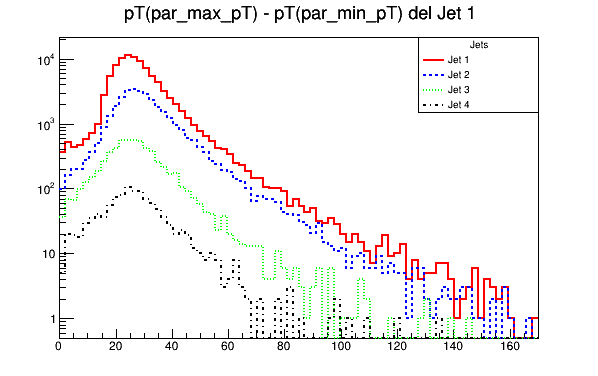 pT(par_max_pT) - pT(par_min_pT) del Jet 1
Jets
Jet 1
Jet 2
Jet 3
Jet 4
10^4
10^3
10^2
10
1
0 20 40 60 80 100 120 140 160